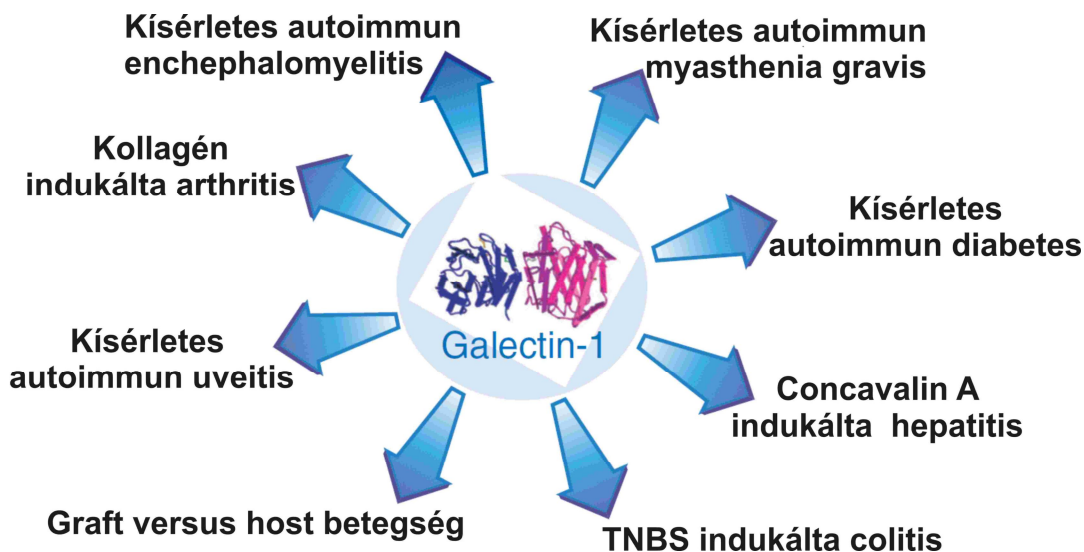 Kísérletes autoimmun
enchephalomyelitis
Kísérletes autoimmun
myasthenia gravis
Kollagén
indukálta arthritis
Kísérletes
autoimmun diabetes
Galectin-1
Kísérletes
autoimmun uveitis
Concavalin A
indukálta hepatitis
Graft versus host betegség
TNBS indukálta colitis